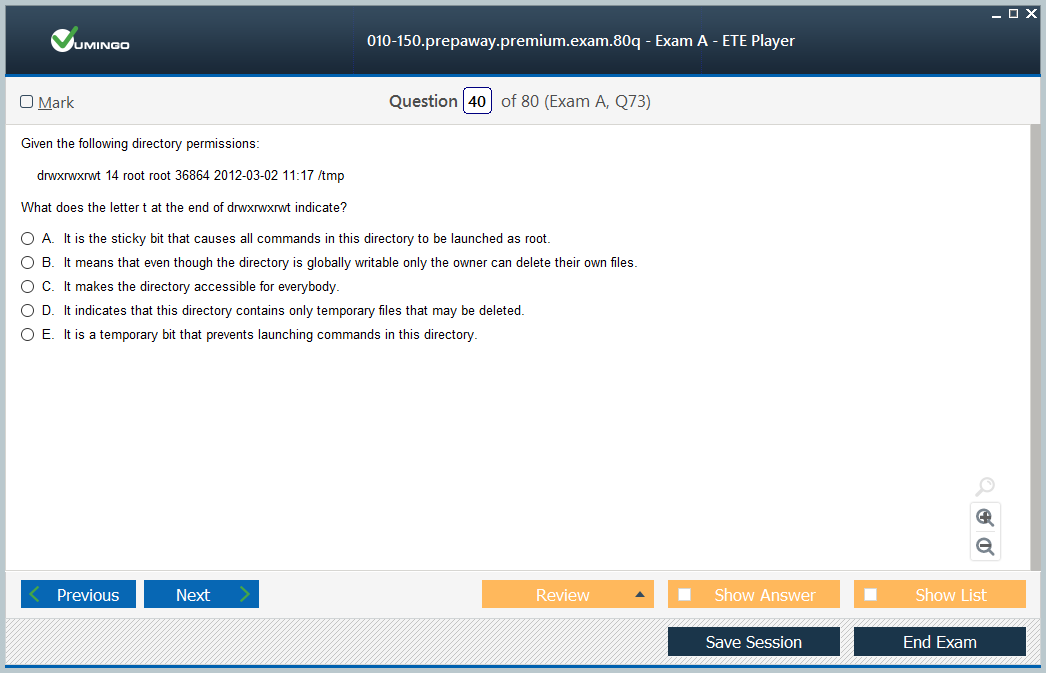 VUMINGO
010-150.prepaway.premium.exam.80q - Exam A - ETE Player
Mark
Question 40 of 80 (Exam A, Q73)
Given the following directory permissions:
drwxrwxrwt 14 root root 36864 2012-03-02 11:17 /tmp
What does the letter t at the end of drwxrwxrwt indicate?
A. It is the sticky bit that causes all commands in this directory to be launched as root.
B. It means that even though the directory is globally writable only the owner can delete their own files.
C. It makes the directory accessible for everybody.
D. It indicates that this directory contains only temporary files that may be deleted.
E. It is a temporary bit that prevents launching commands in this directory.
Previous Next Review Show Answer Show List
Save Session End Exam